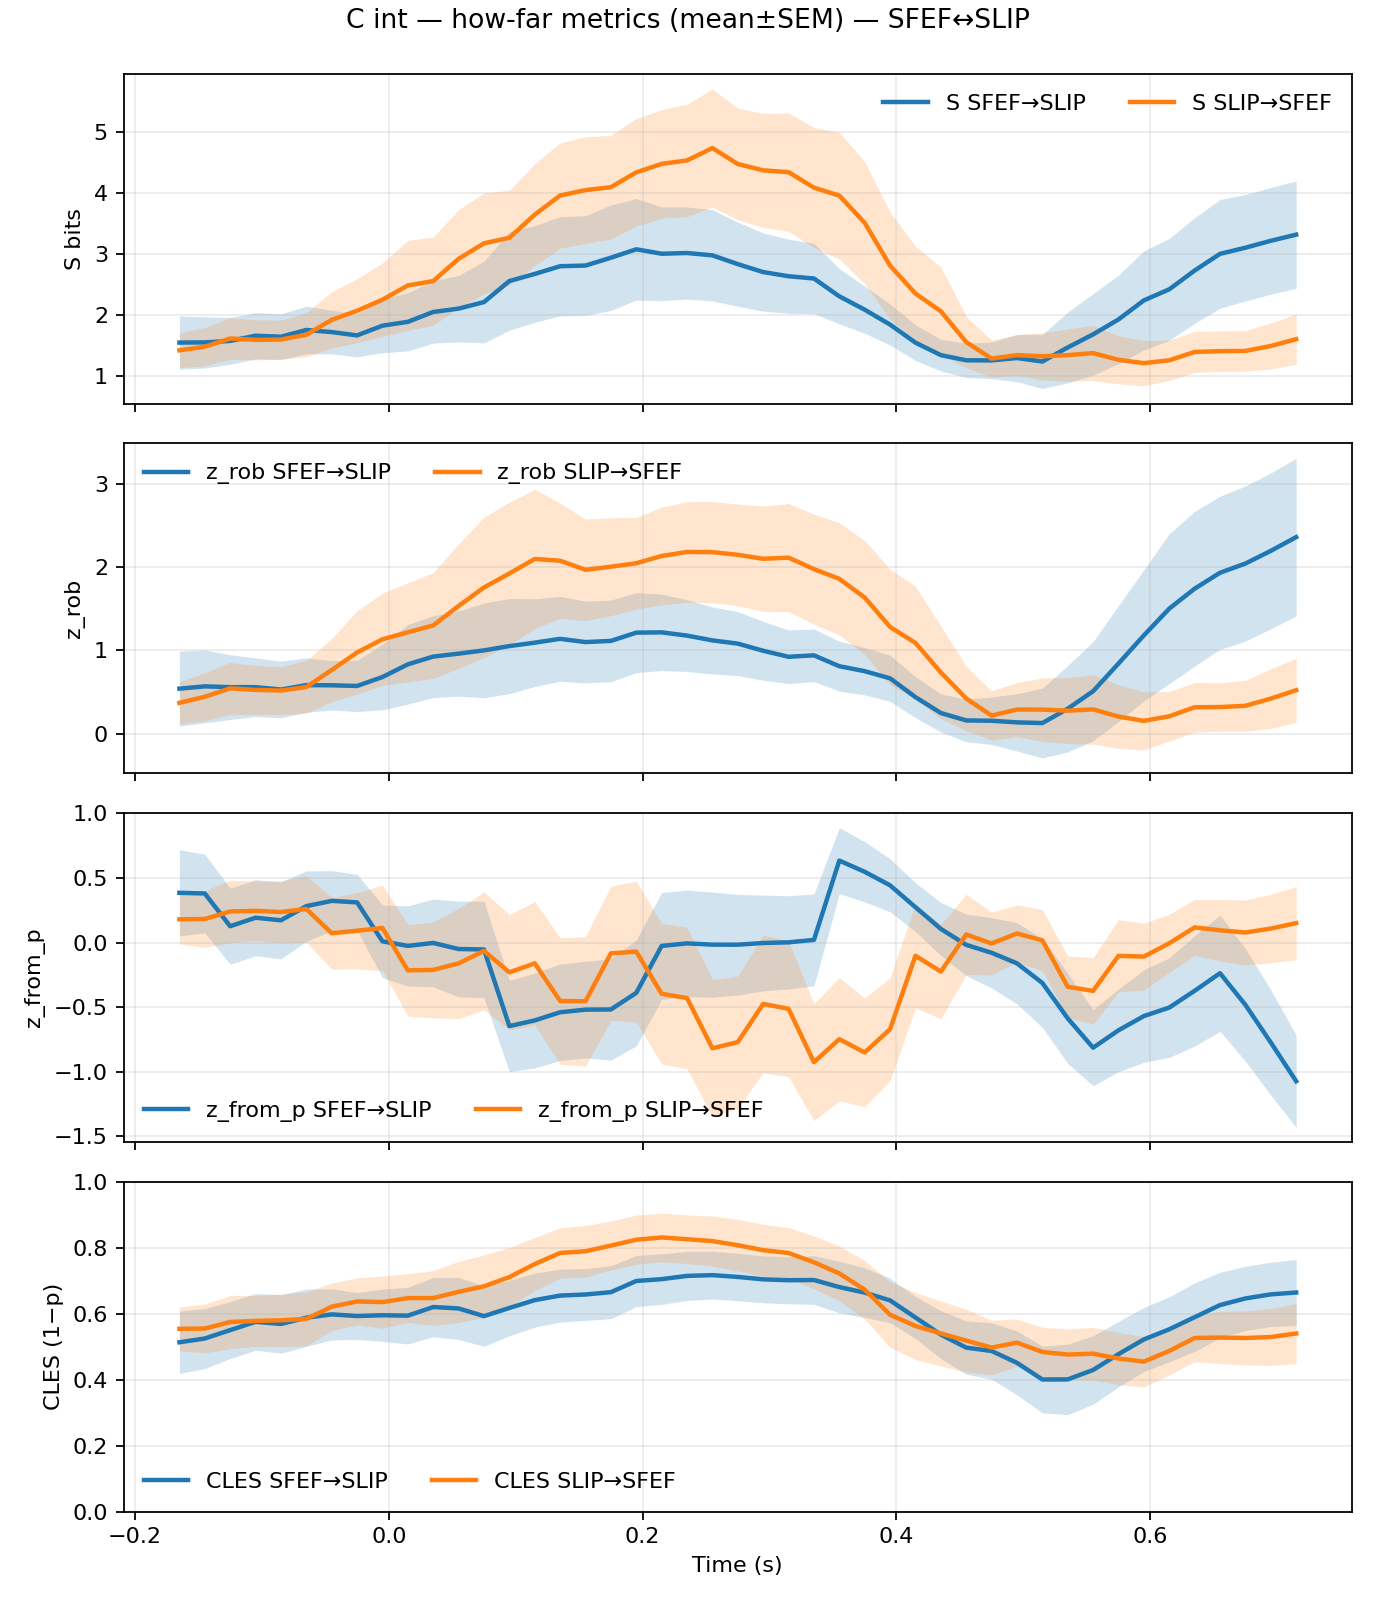 C int — how-far metrics (mean±SEM) — SFEF↔SLIP
S SFEF→SLIP
S SLIP→SFEF
5
4
3
2
1
S bits
z_rob SFEF→SLIP
z_rob SLIP→SFEF
3
2
1
0
z_rob
1.0
0.5
0.0
−0.5
−1.0
−1.5
z_from_p
z_from_p SFEF→SLIP
z_from_p SLIP→SFEF
1.0
0.8
0.6
0.4
0.2
0.0
CLES (1−p)
CLES SFEF→SLIP
CLES SLIP→SFEF
−0.2
0.0
0.2
0.4
0.6
Time (s)